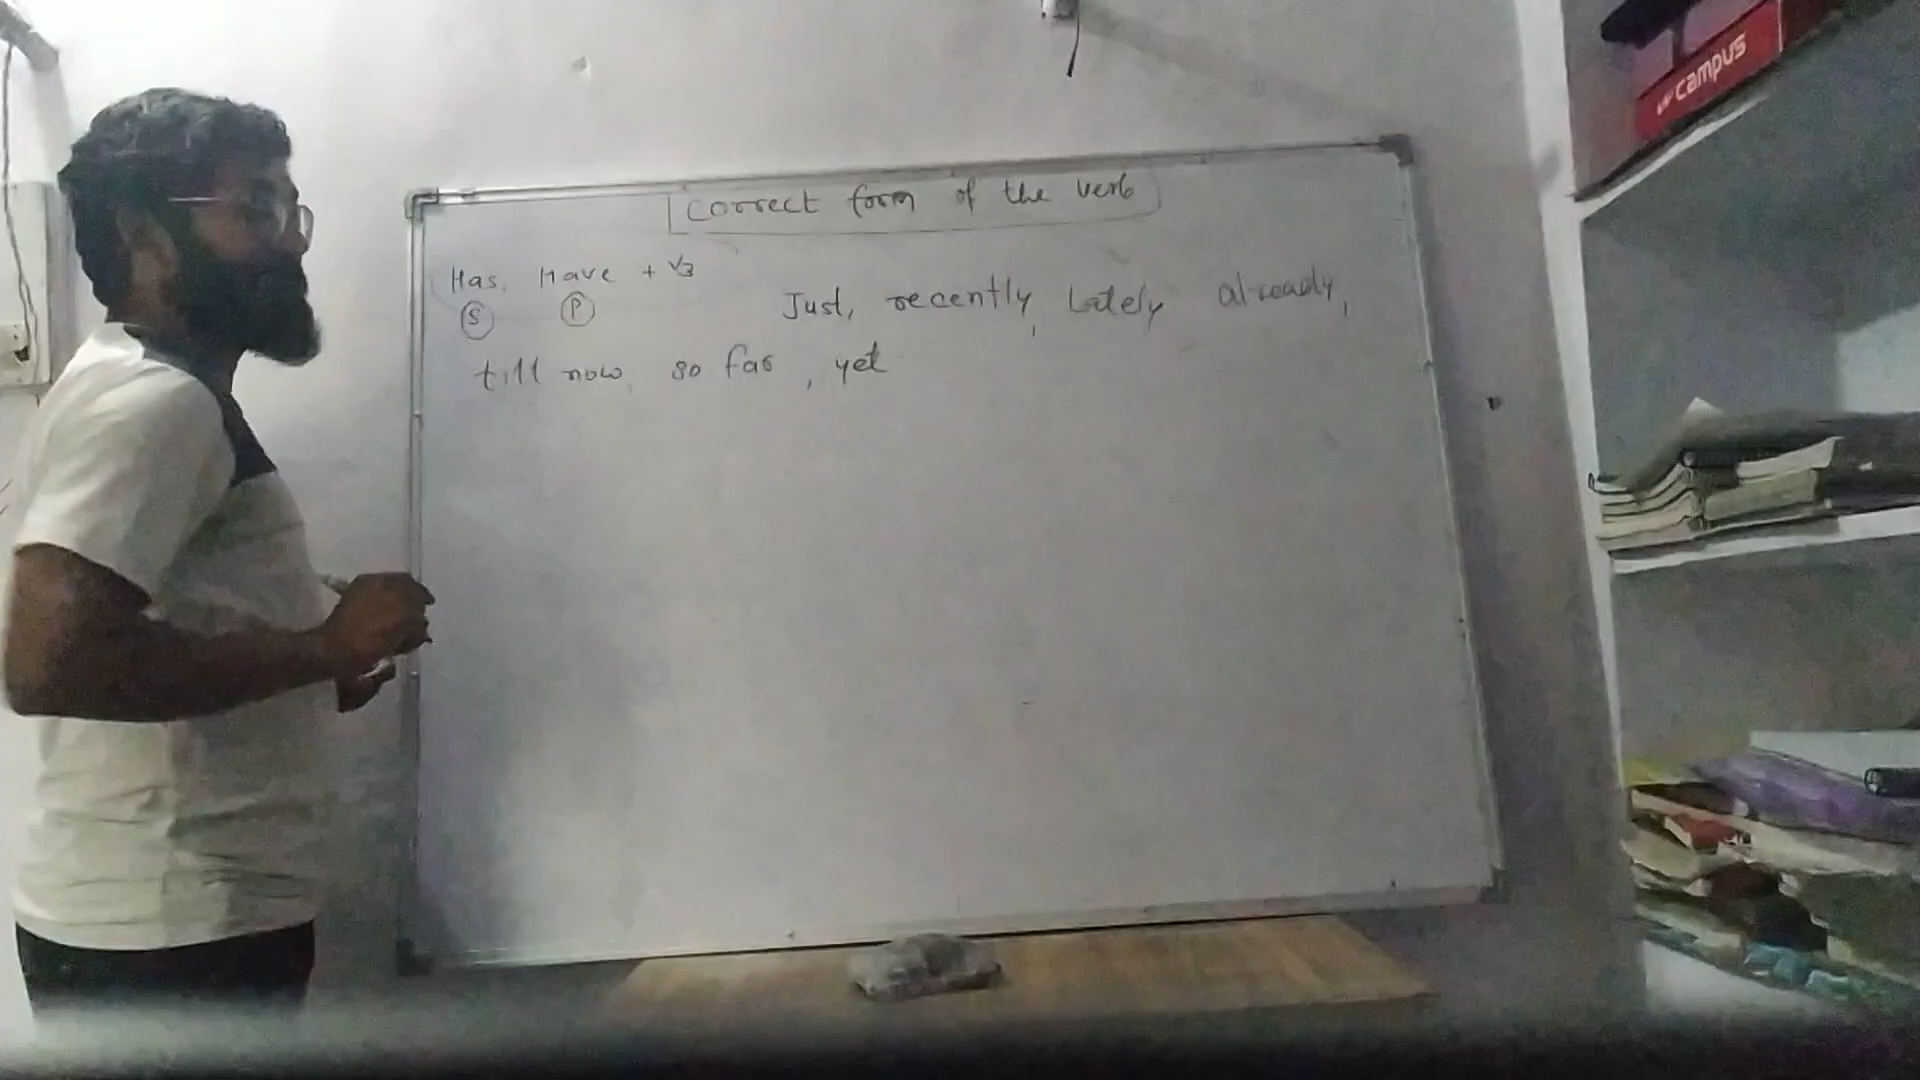 Correct form of the verb
Has, Have + V3
S P
Just, recently, Lately already,
till now, so far, yet
campus